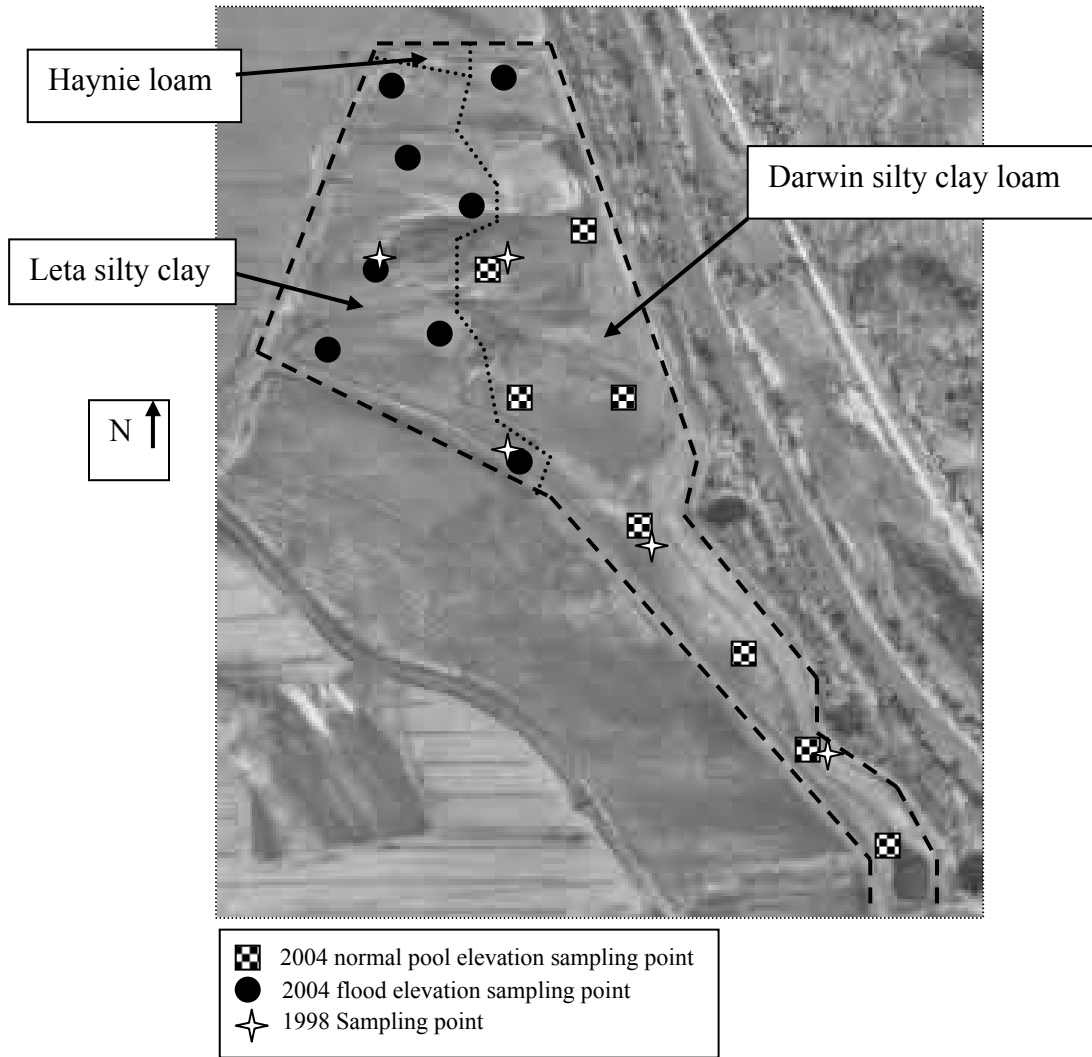 Haynie loam
Darwin silty clay loam
Leta silty clay
N
2004 normal pool elevation sampling point
2004 flood elevation sampling point
1998 Sampling point